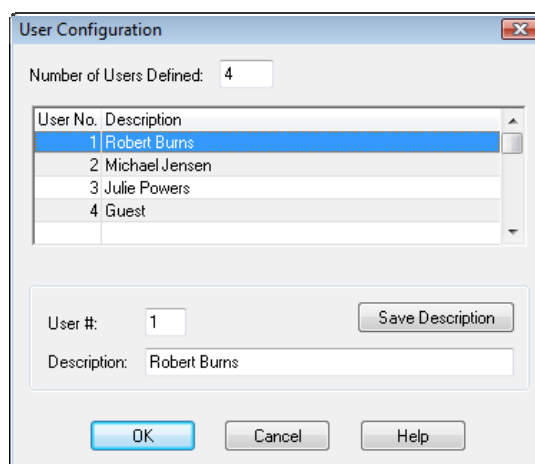 User Configuration
Number of Users Defined: 4
User No. Description
1 Robert Burns
2 Michael Jensen
3 Julie Powers
4 Guest
User #: 1 Save Description
Description: Robert Burns
OK Cancel Help